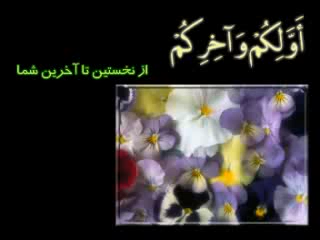 أَوَّلِكُمْ وَآخِرِكُمْ
از نخستین تا آخرین شما